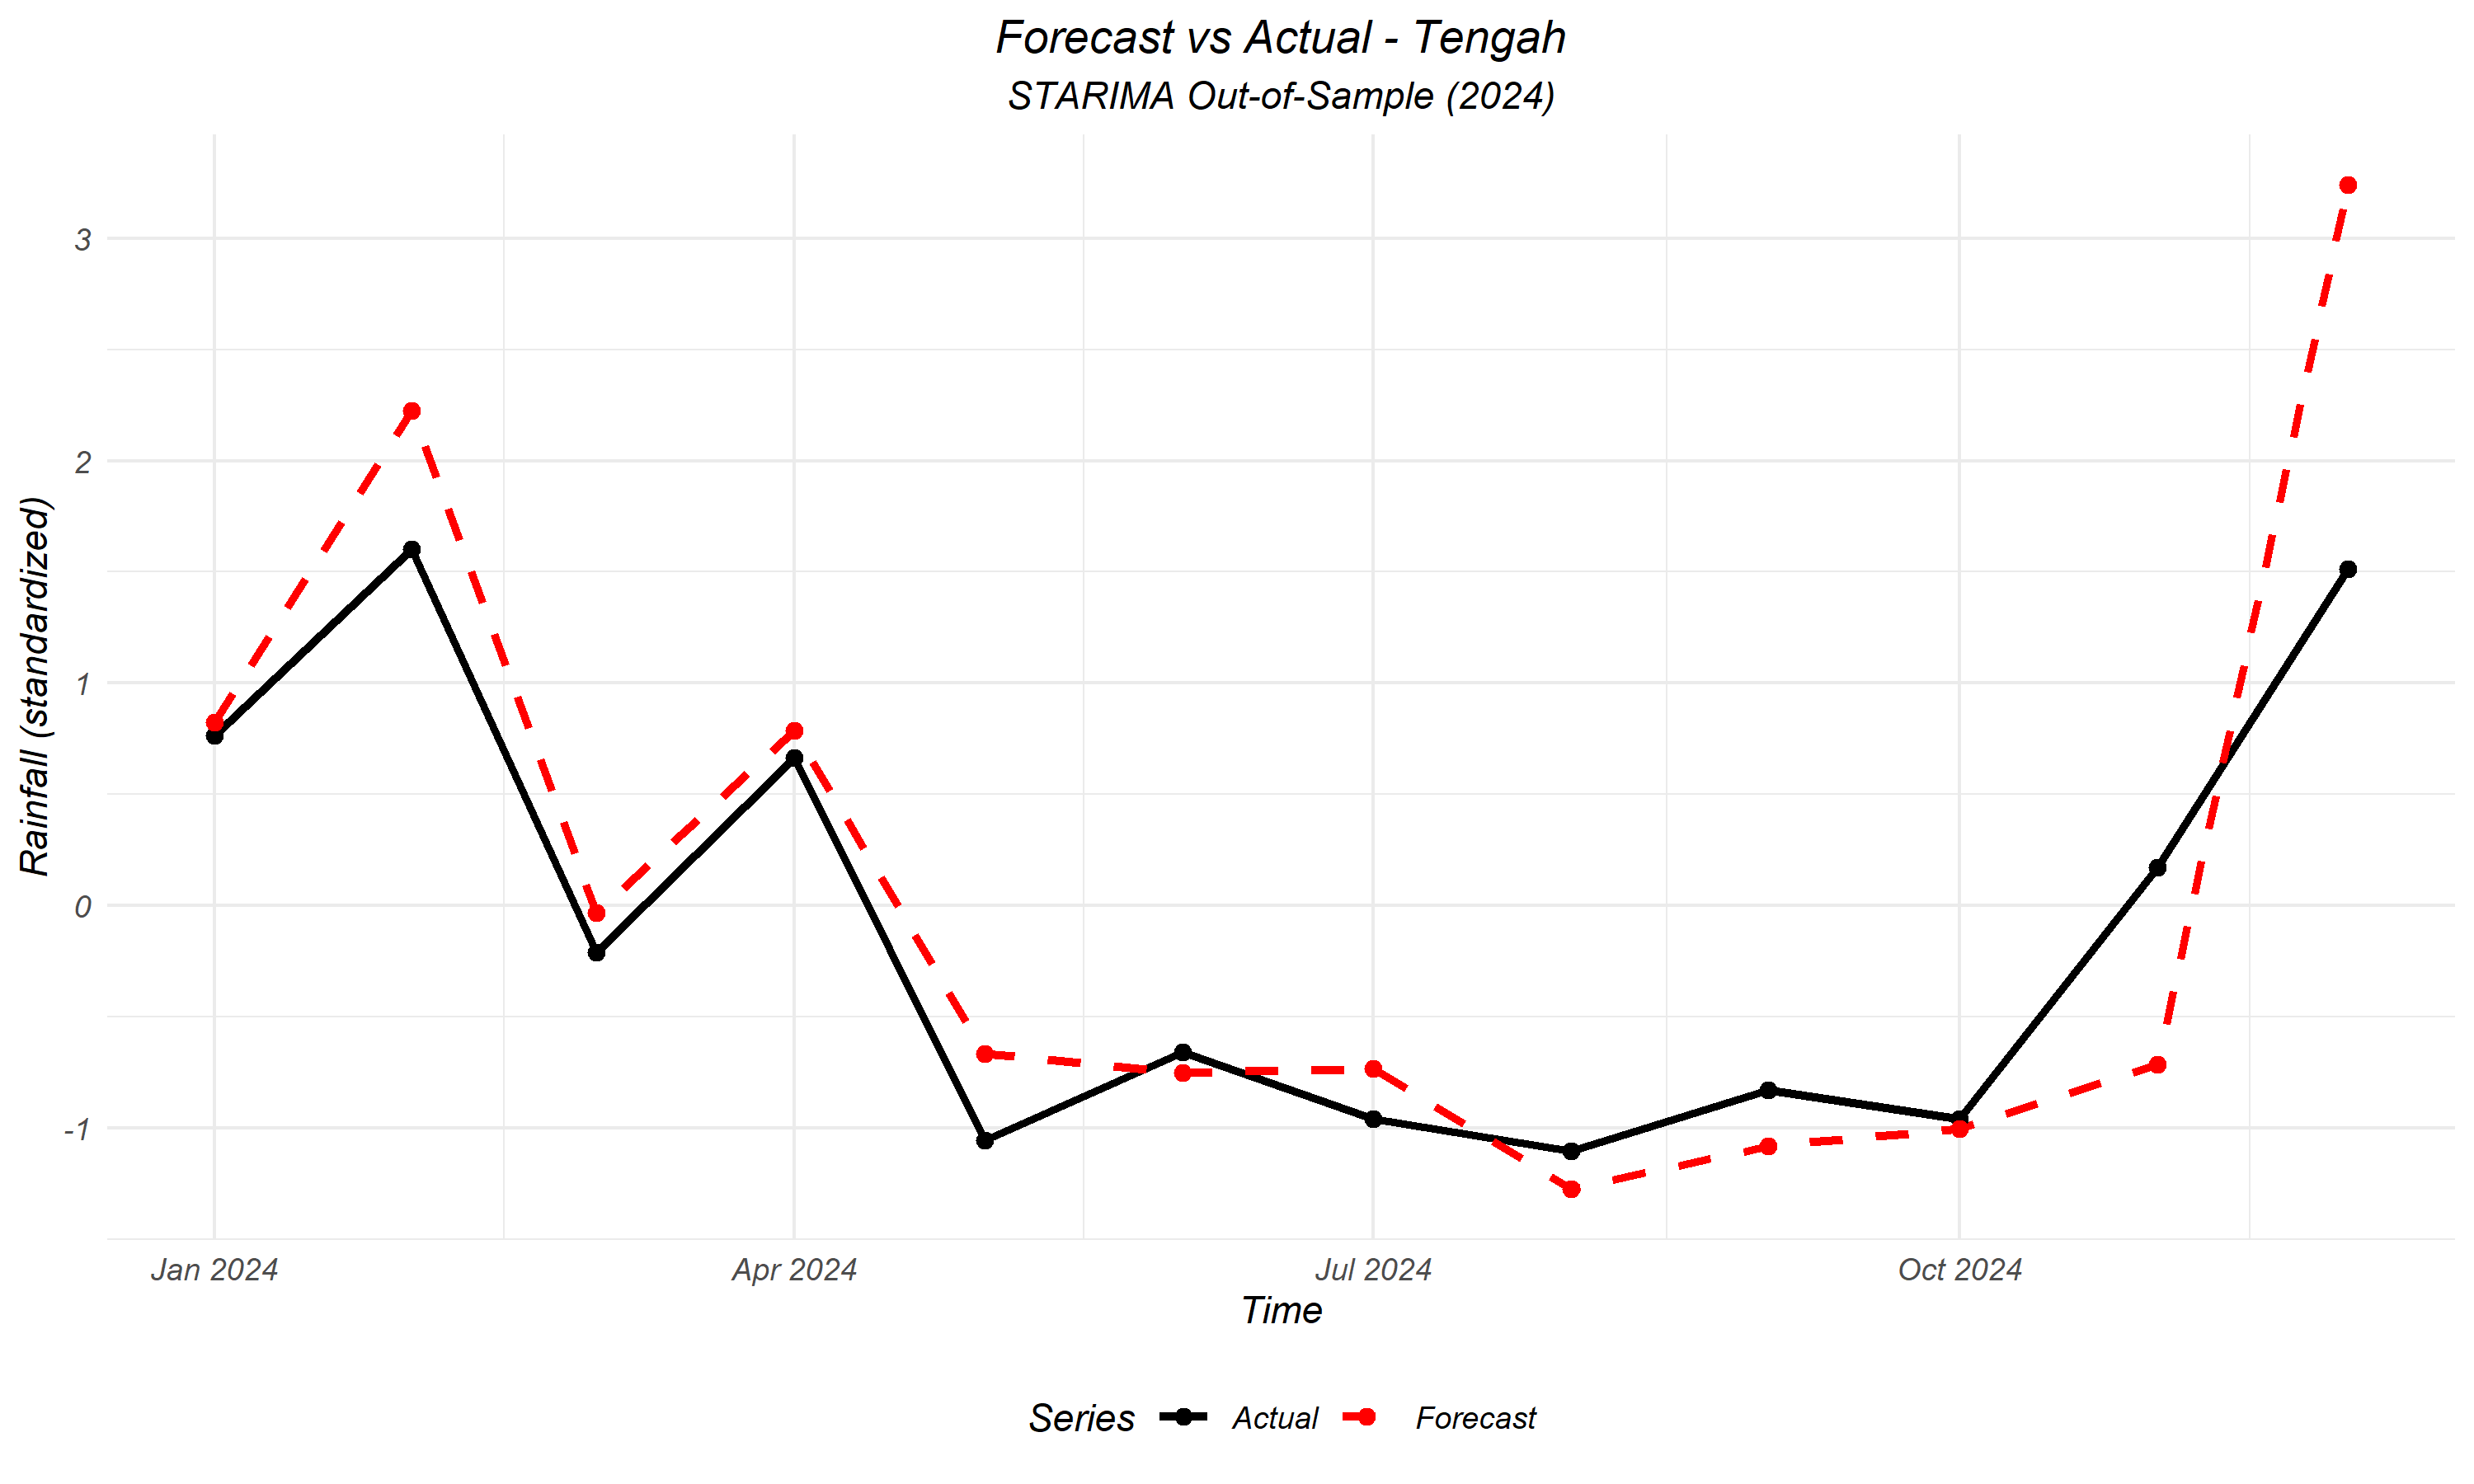 Forecast vs Actual - Tengah
STARIMA Out-of-Sample (2024)
Rainfall (standardized)
3
2
1
0
-1
Jan 2024 Apr 2024 Jul 2024 Oct 2024
Time
Series Actual Forecast